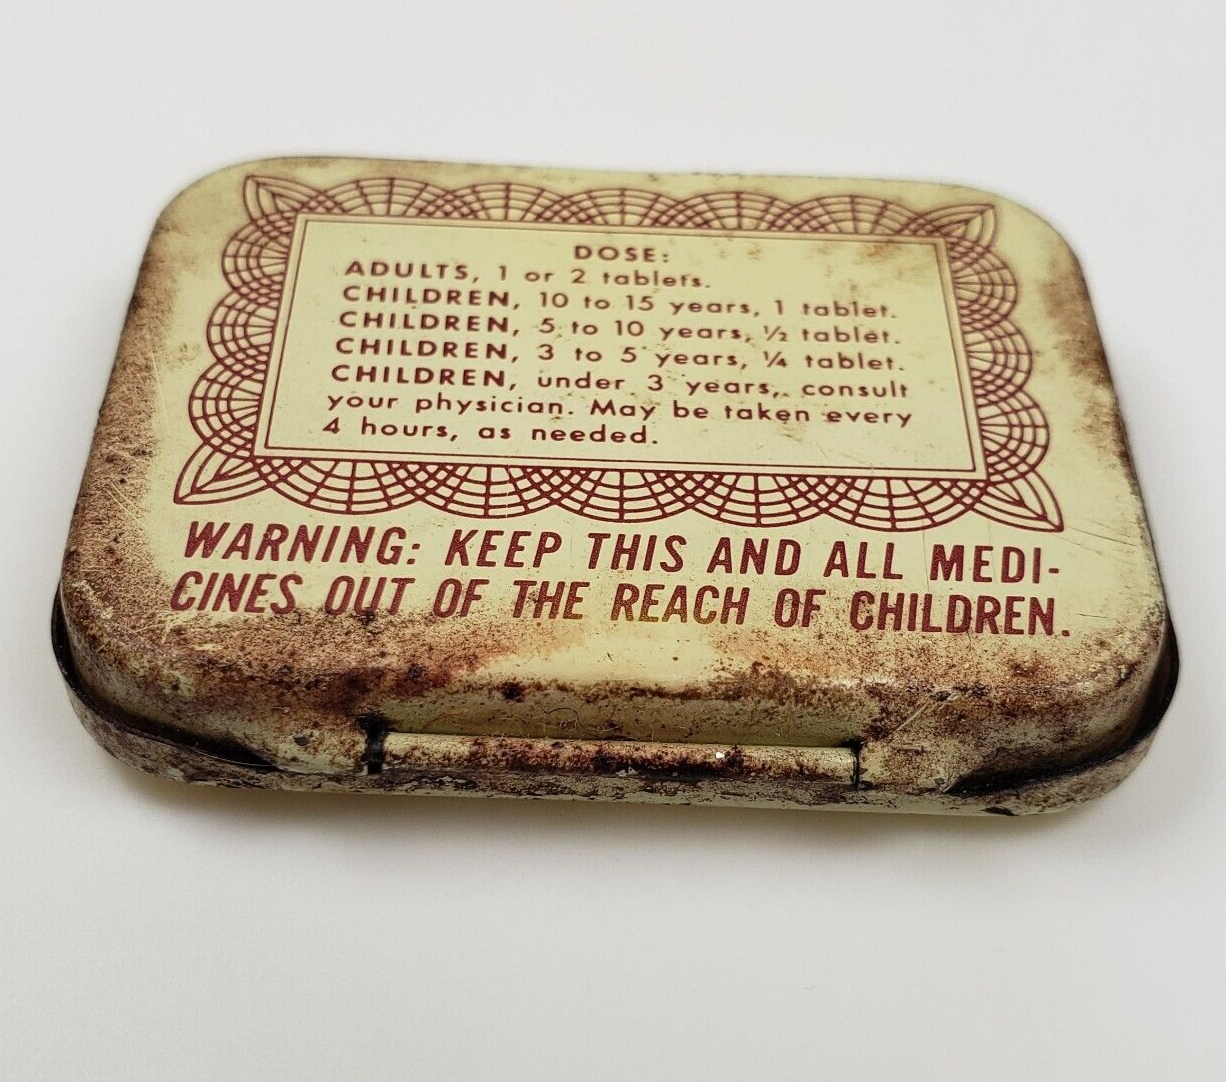 DOSE:
ADULTS, 1 or 2 tablets.
CHILDREN, 10 to 15 years, 1 tablet.
CHILDREN, 5 to 10 years, ½ tablet.
CHILDREN, 3 to 5 years, ¼ tablet.
CHILDREN, under 3 years, consult
your physician. May be taken every
4 hours, as needed.
WARNING: KEEP THIS AND ALL MEDI-
CINES OUT OF THE REACH OF CHILDREN.